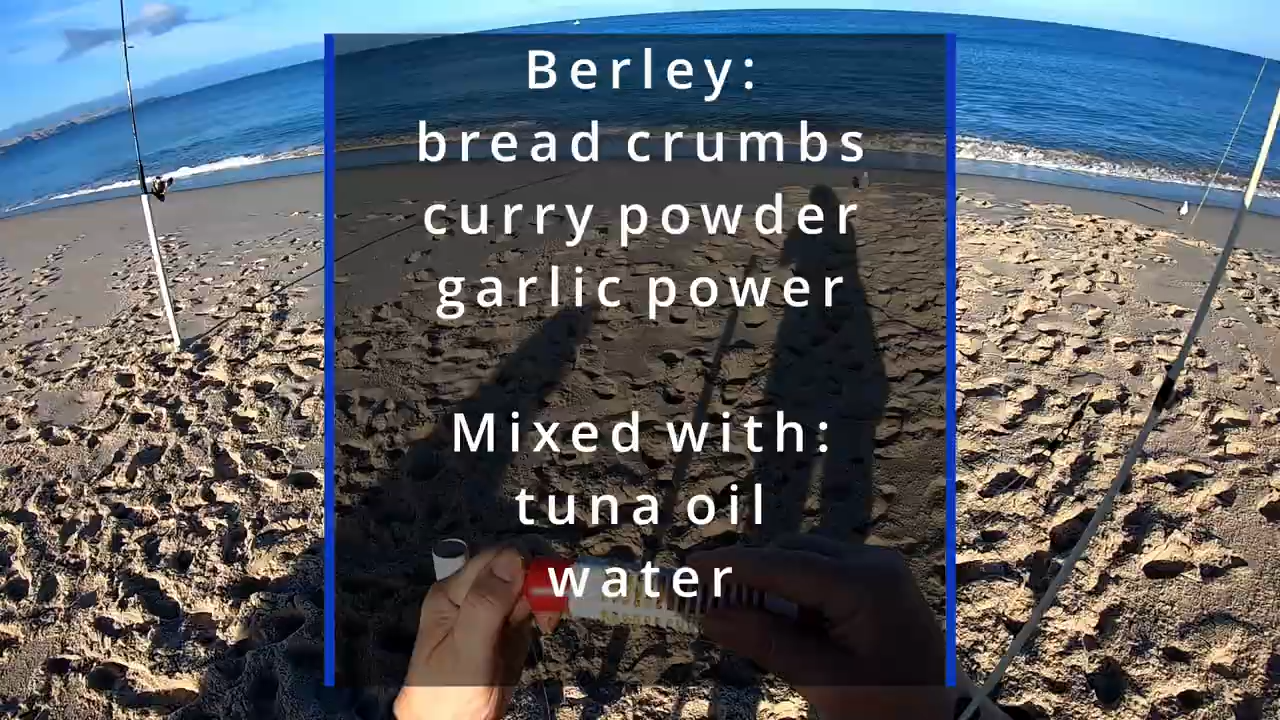 Berley:
bread crumbs
curry powder
garlic power
Mixed with:
tuna oil
water